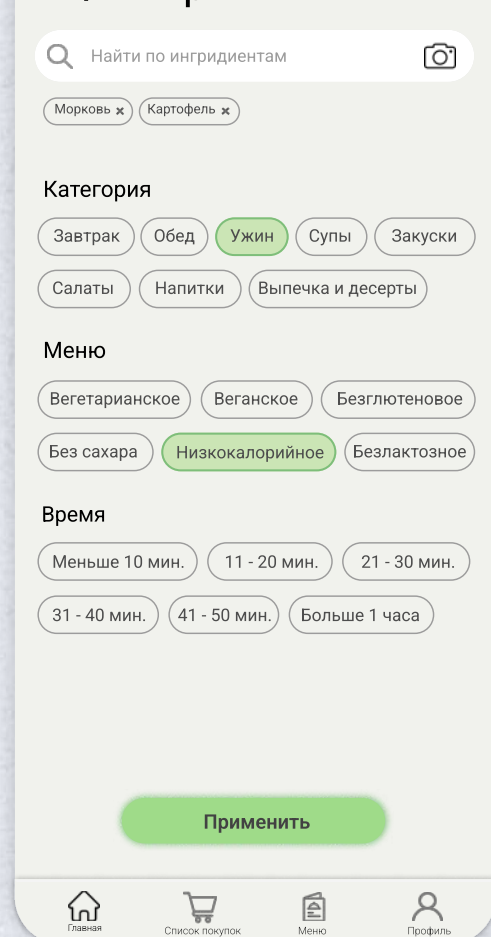 Найти по ингридиентам
Морковь × Картофель ×
Категория
Завтрак Обед Ужин Супы Закуски
Салаты Напитки Выпечка и десерты
Меню
Вегетарианское Веганское Безглютеновое
Без сахара Низкокалорийное Безлактозное
Время
Меньше 10 мин. 11 - 20 мин. 21 - 30 мин.
31 - 40 мин. 41 - 50 мин. Больше 1 часа
Применить
Главная Список покупок Меню Профиль